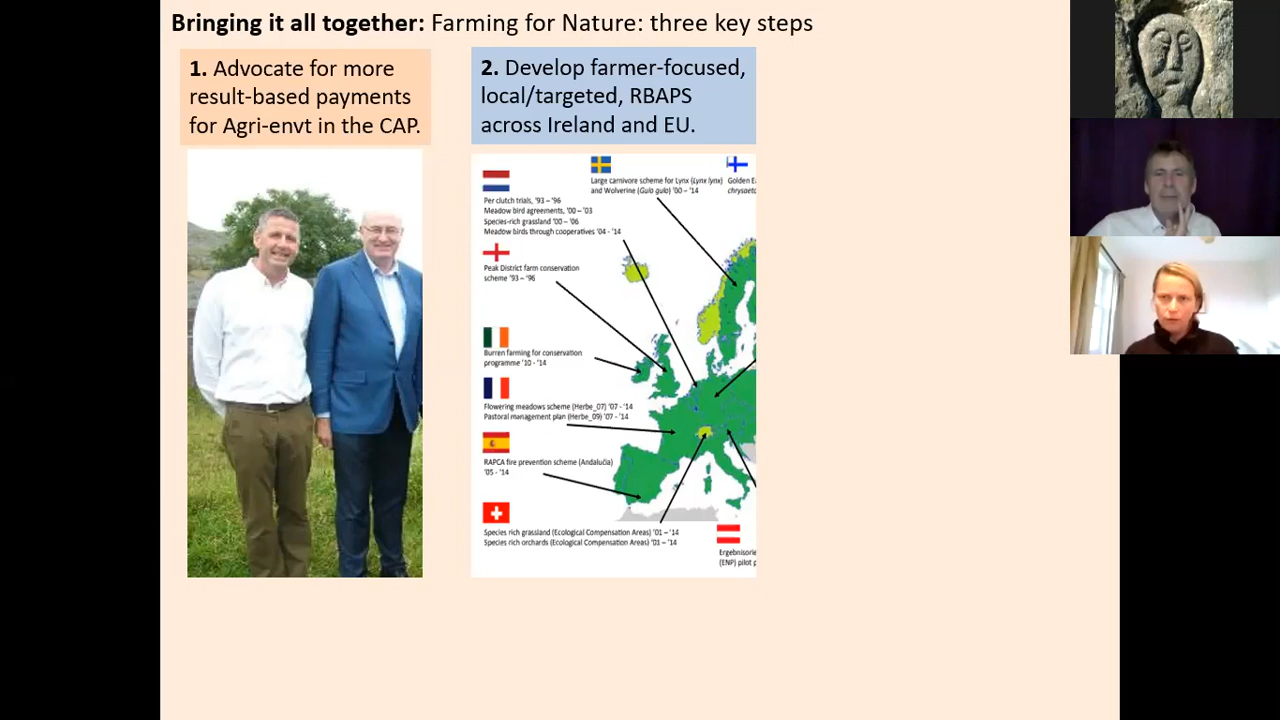 Bringing it all together: Farming for Nature: three key steps
1. Advocate for more
result-based payments
for Agri-envt in the CAP.
2. Develop farmer-focused,
local/targeted, RBAPS
across Ireland and EU.
Large carnivore scheme for Lynx (Lynx lynx)
and Wolverine (Gulo gulo) '00 – '14
Golden E
chrysaet
Per clutch trials, '93 – '96
Meadow bird agreements, '00 – '03
Species-rich grassland '00 – '06
Meadow birds through cooperatives '04 - '14
Peak District farm conservation
scheme '93 – '96
Burren farming for conservation
programme '10 - '14
Flowering meadows scheme (Herbe_07) '07 - '14
Pastoral management plan (Herbe_09) '07 - '14
RAPCA fire prevention scheme (Andalucía)
'05 - '14
Species rich grassland (Ecological Compensation Areas) '01 – '14
Species rich orchards (Ecological Compensation Areas) '01 – '14
Ergebnisorie
(ENP) pilot p